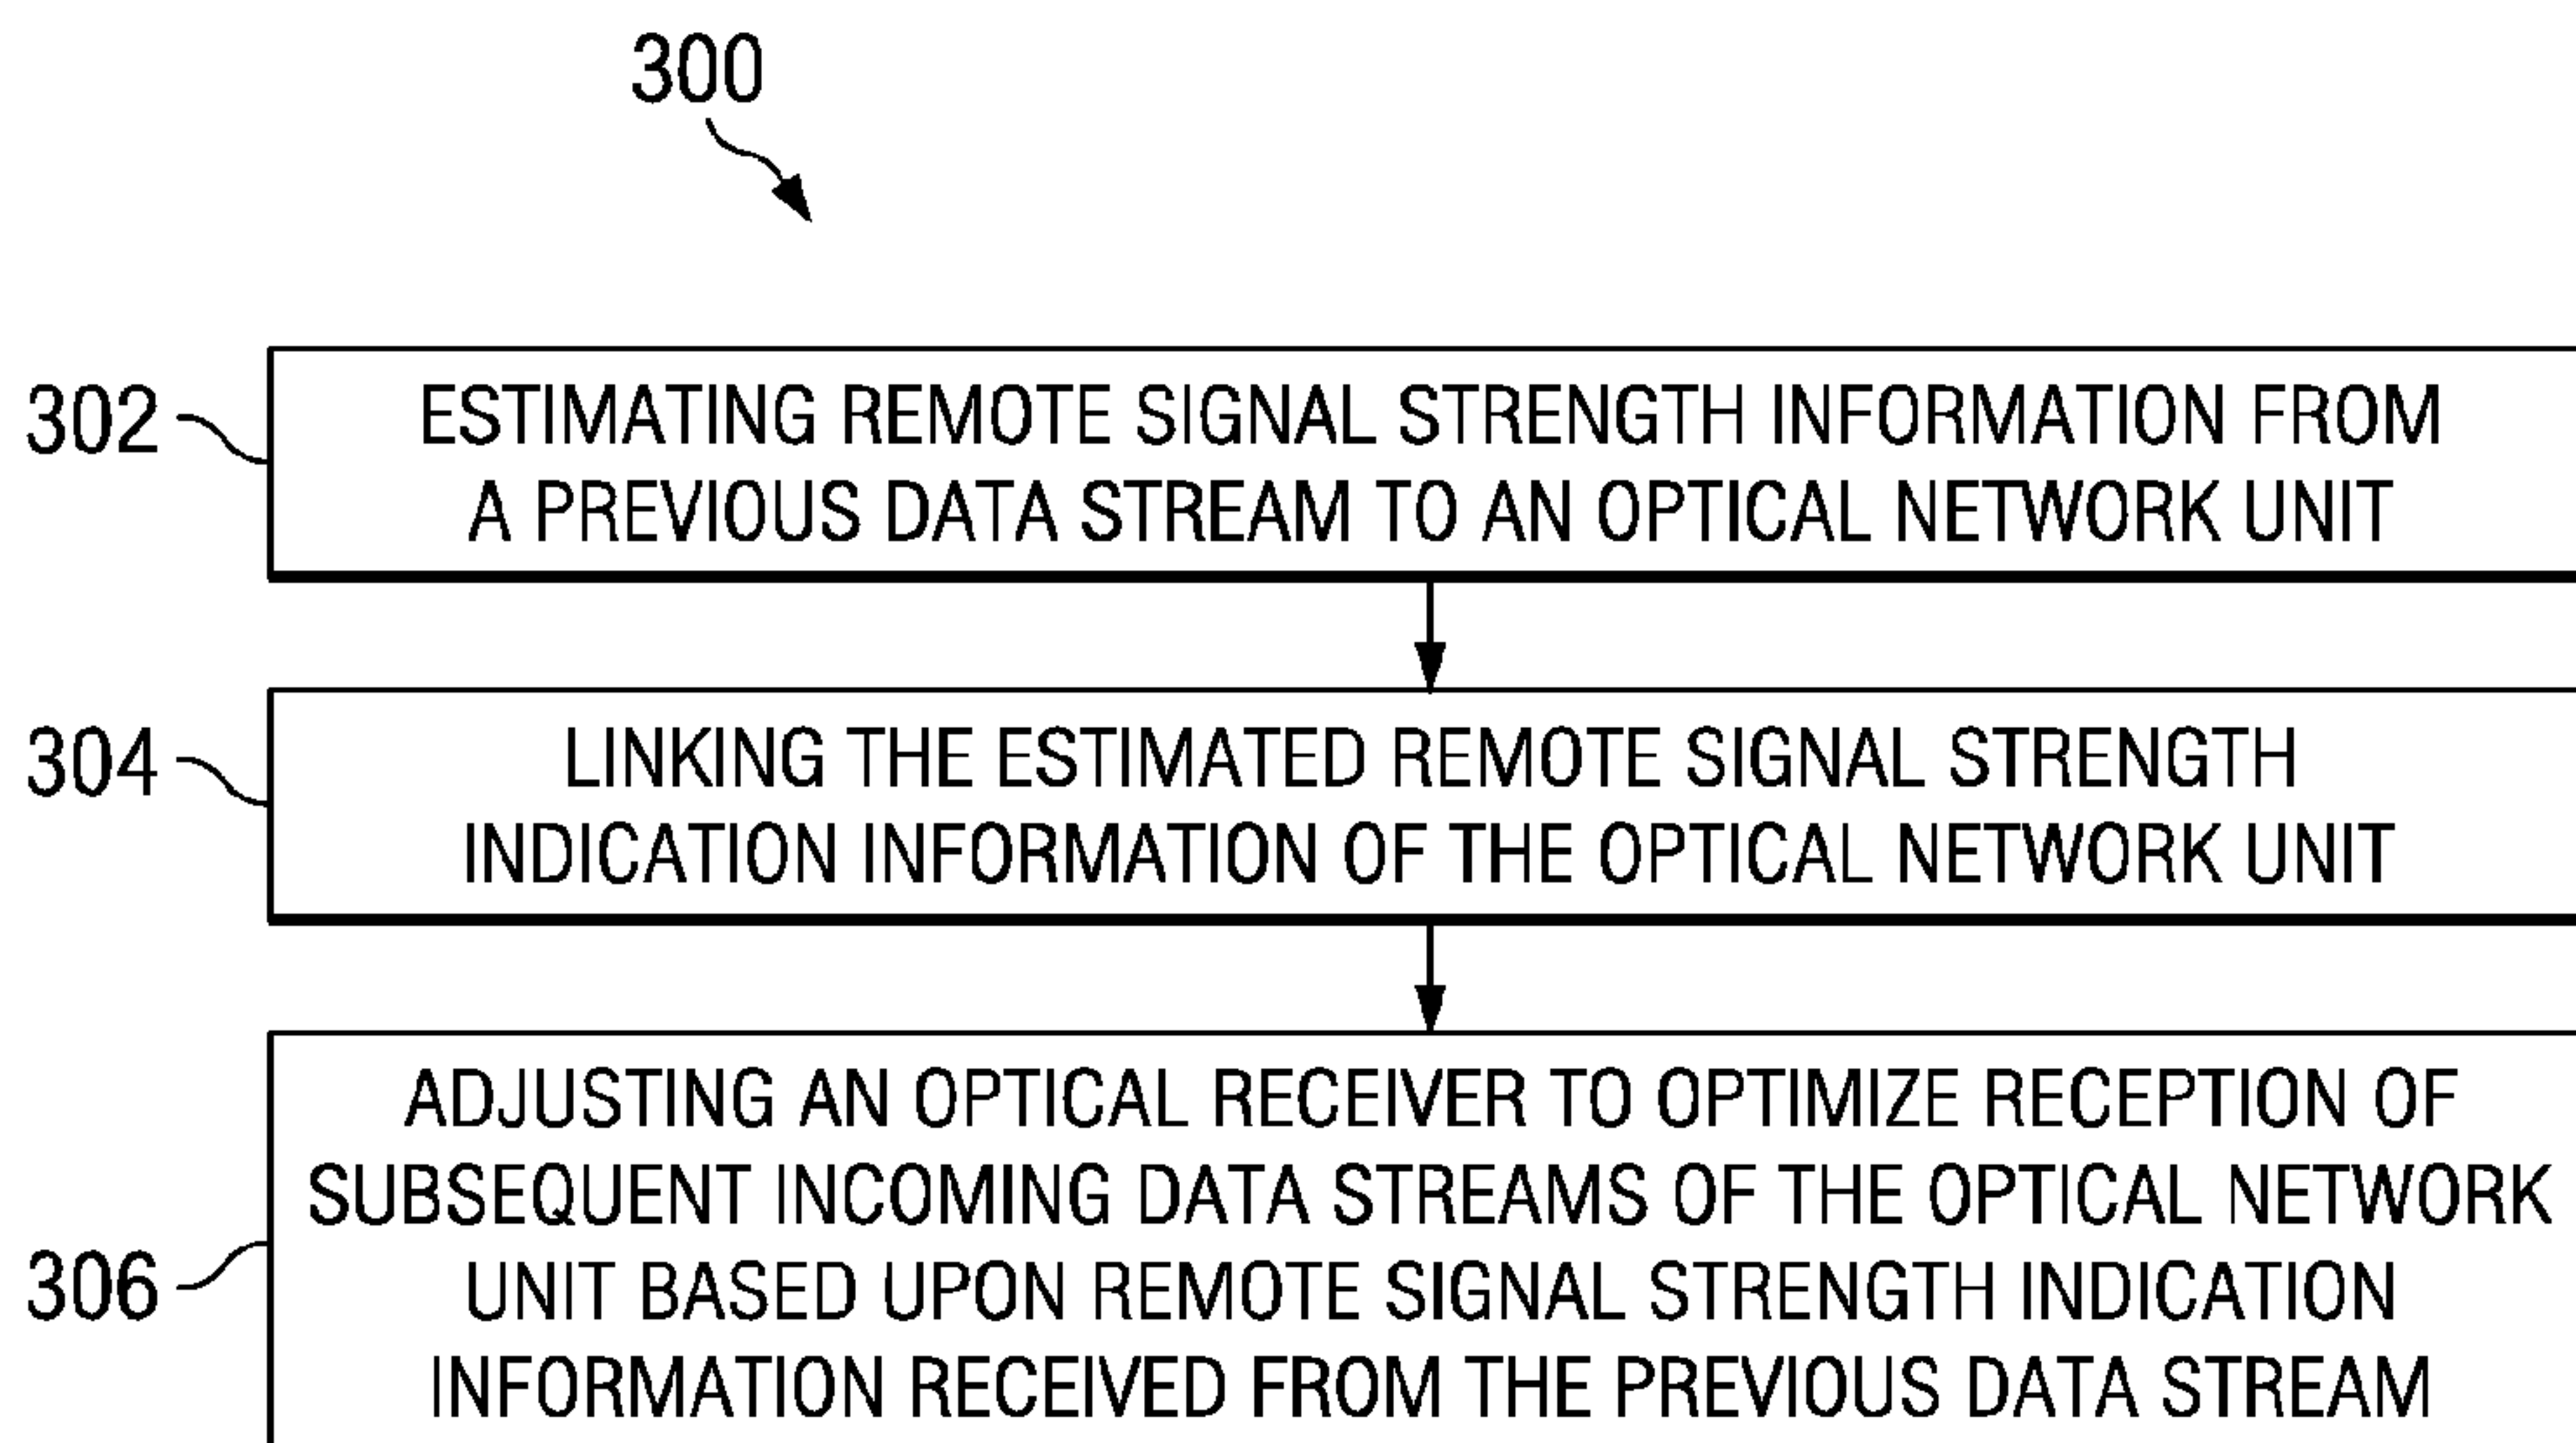 300
302
ESTIMATING REMOTE SIGNAL STRENGTH INFORMATION FROM
A PREVIOUS DATA STREAM TO AN OPTICAL NETWORK UNIT
304
LINKING THE ESTIMATED REMOTE SIGNAL STRENGTH
INDICATION INFORMATION OF THE OPTICAL NETWORK UNIT
306
ADJUSTING AN OPTICAL RECEIVER TO OPTIMIZE RECEPTION OF
SUBSEQUENT INCOMING DATA STREAMS OF THE OPTICAL NETWORK
UNIT BASED UPON REMOTE SIGNAL STRENGTH INDICATION
INFORMATION RECEIVED FROM THE PREVIOUS DATA STREAM